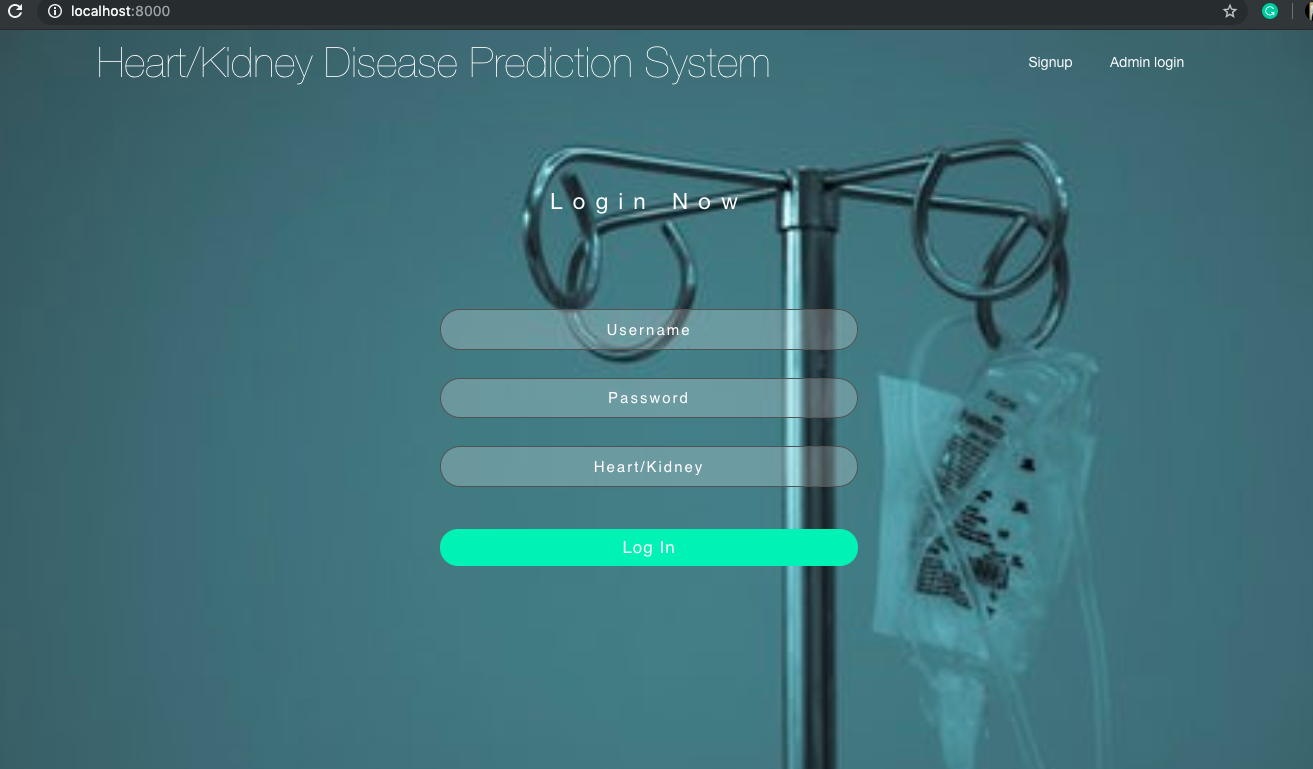 localhost:8000
Heart/Kidney Disease Prediction System
Signup
Admin login
Login Now
Username
Password
Heart/Kidney
Log In